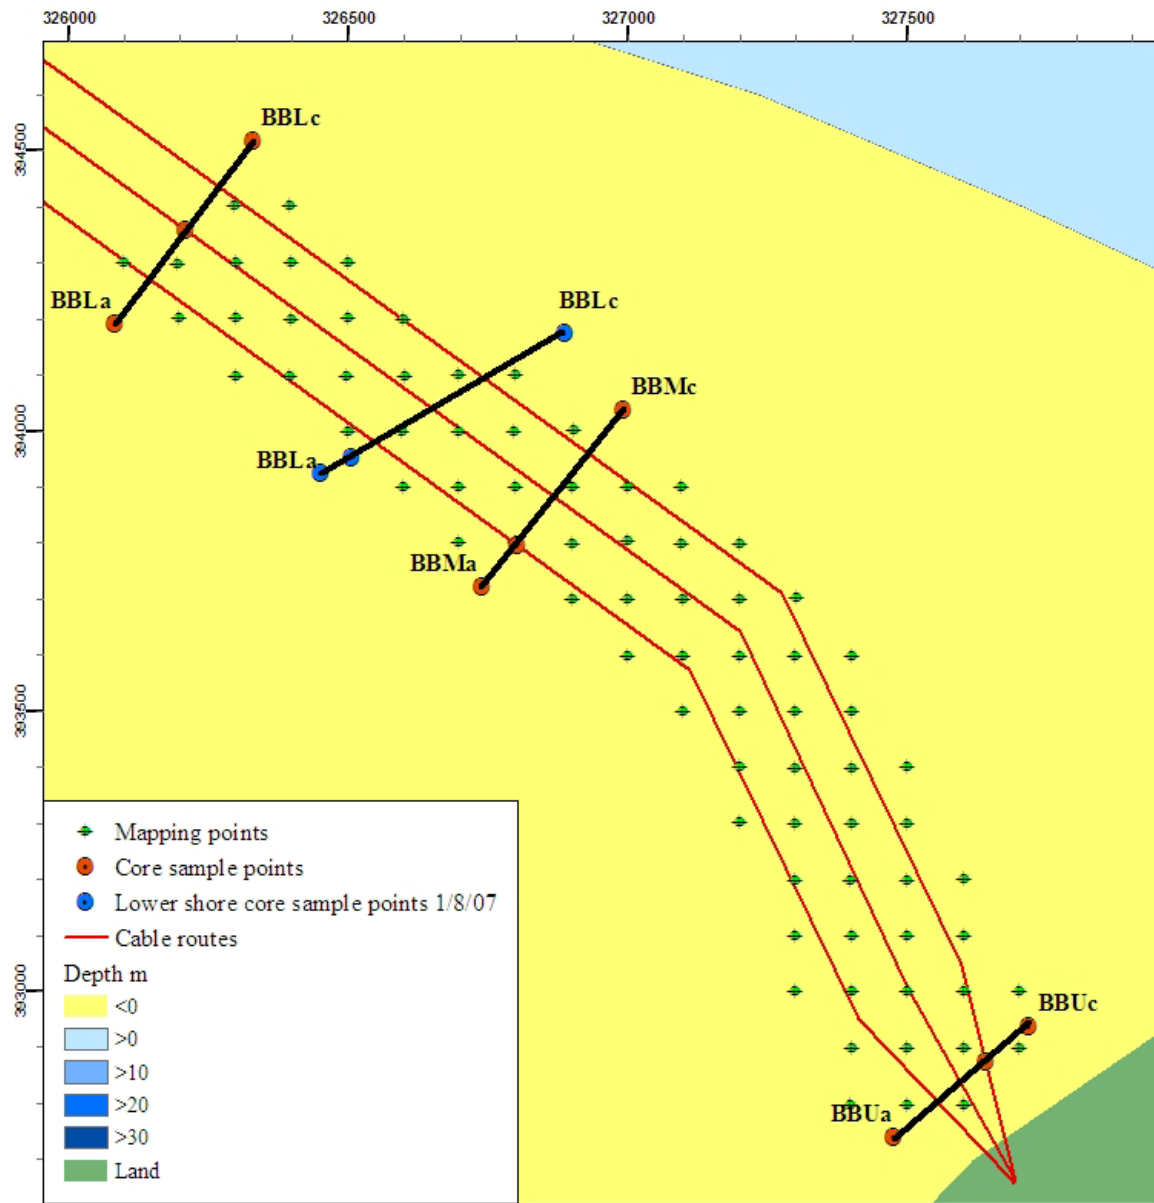 326000
326500
327000
327500
394500
394000
393500
393000
BBLc
BBLa
BBLc
BBLa
BBMc
BBMa
BBUc
BBUa
Mapping points
Core sample points
Lower shore core sample points 1/8/07
Cable routes
Depth m
<0
>0
>10
>20
>30
Land